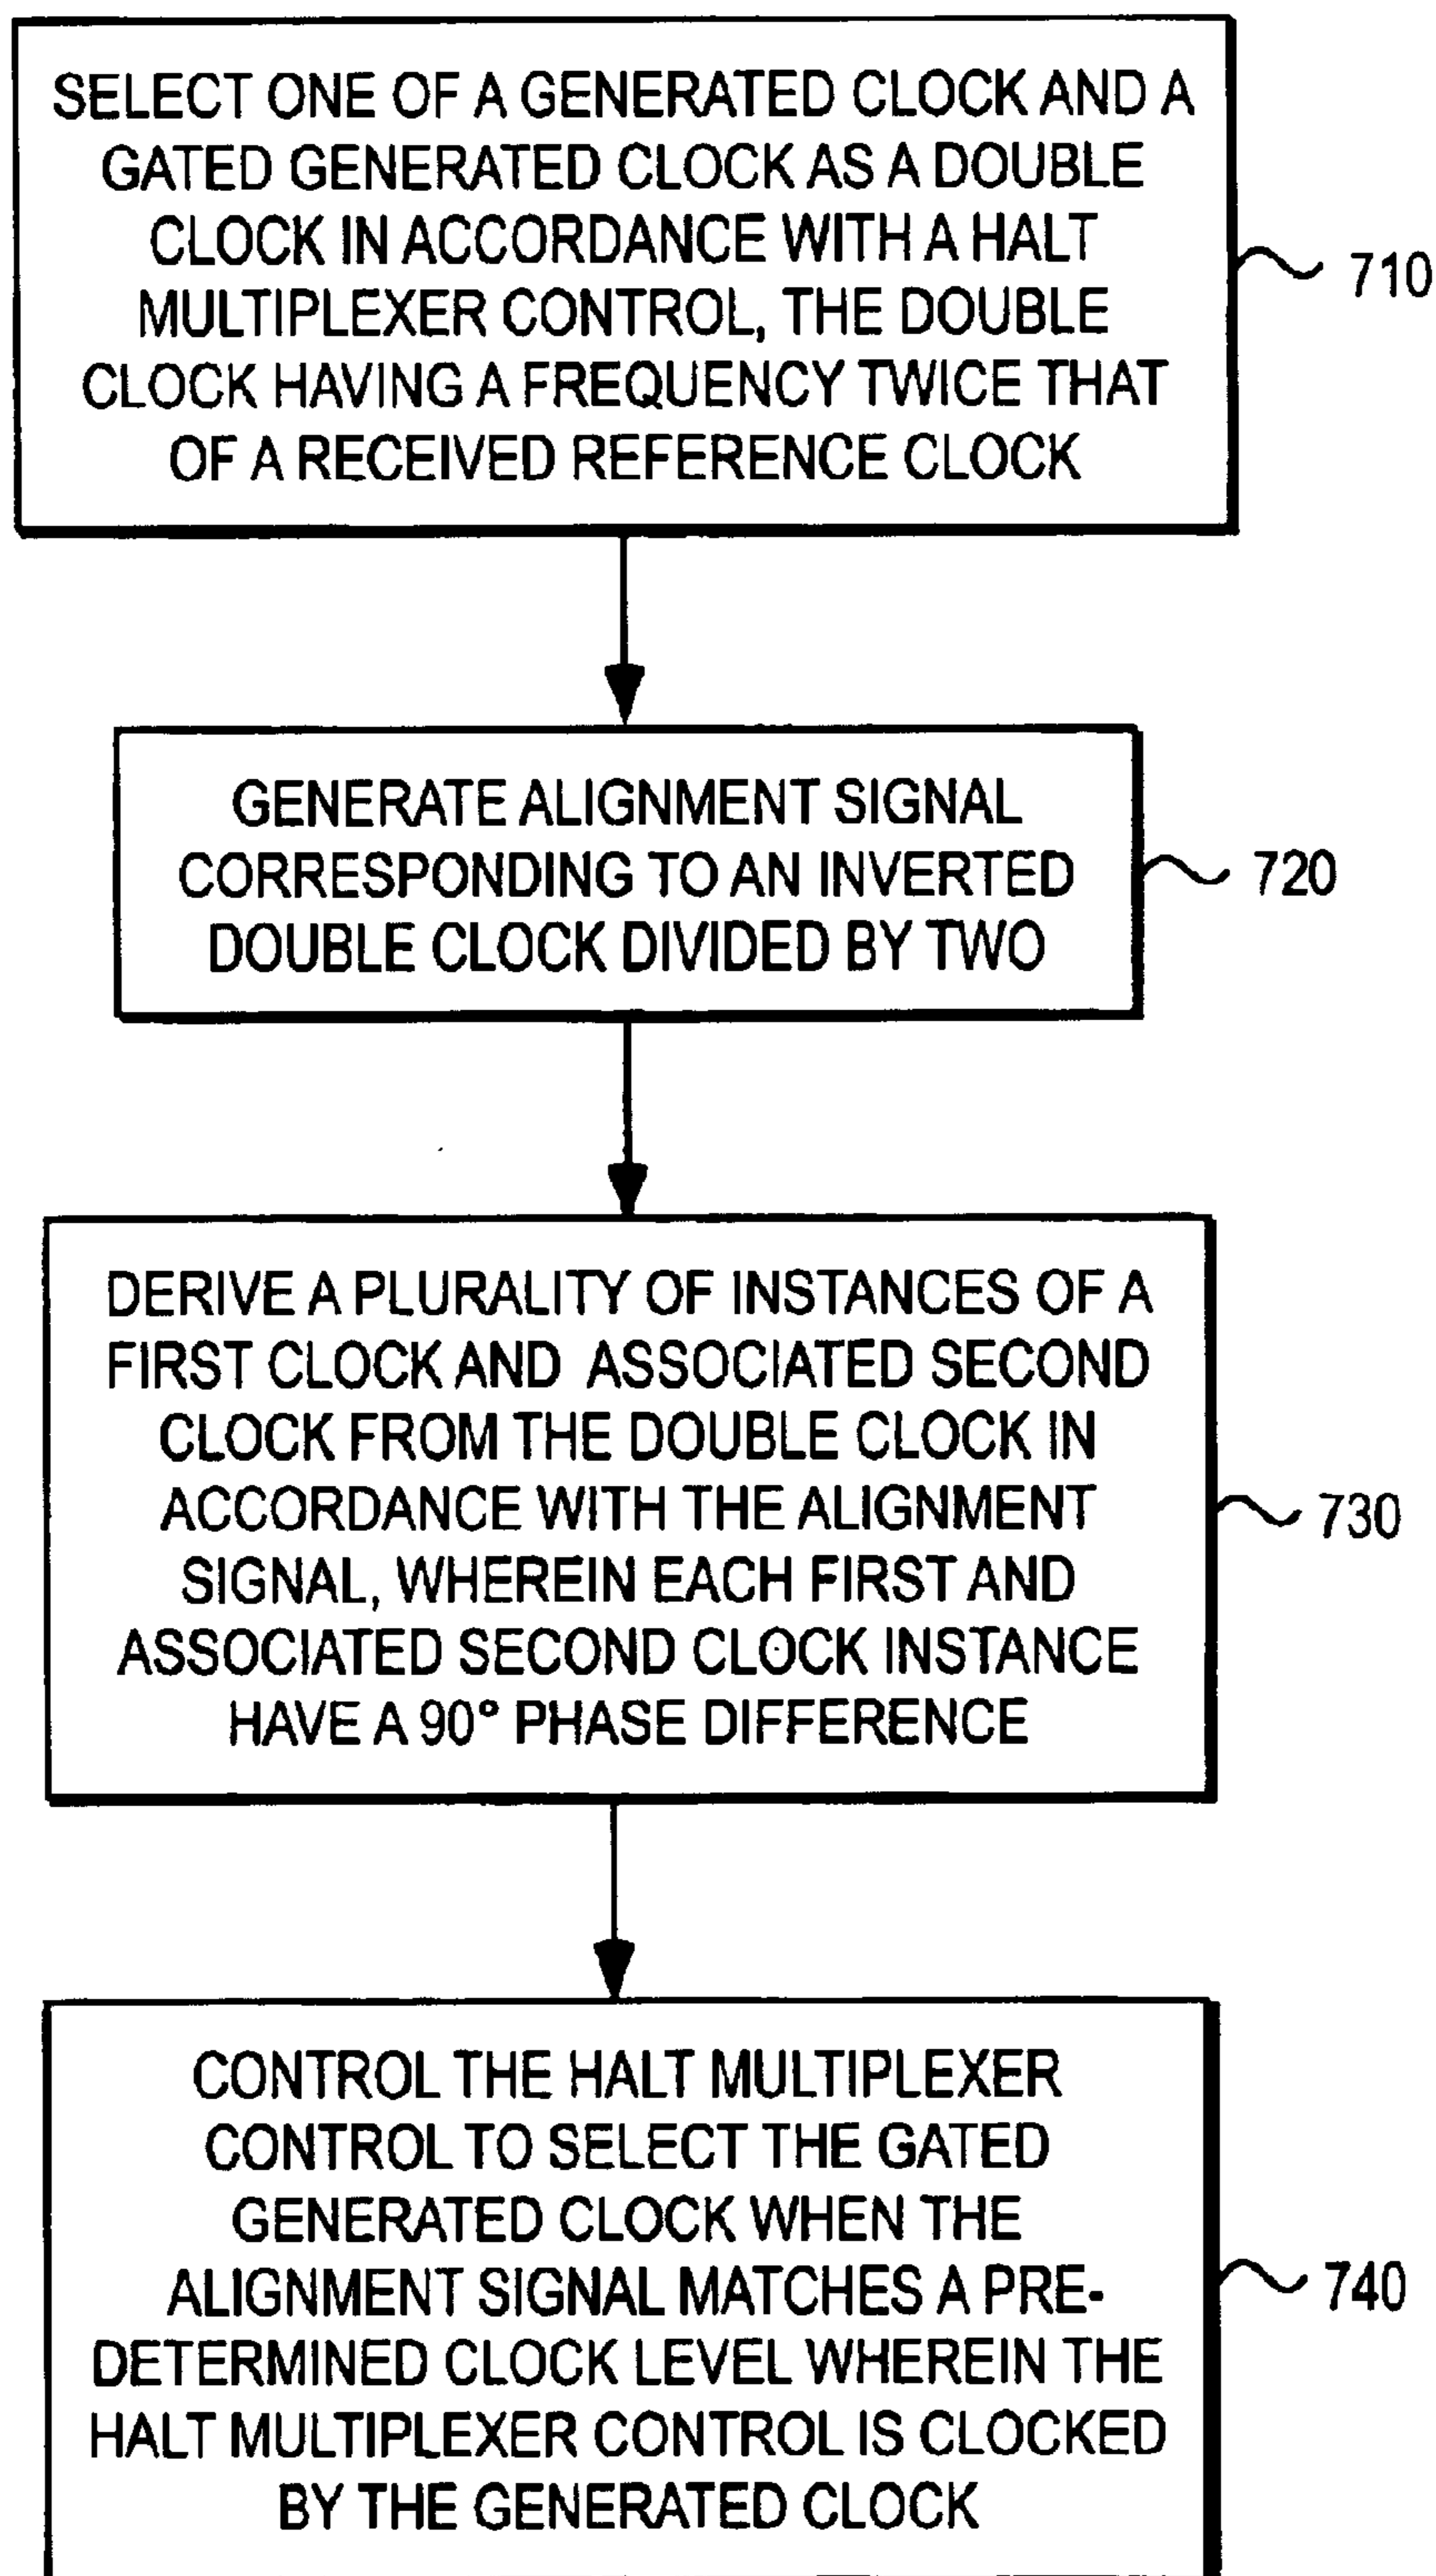 SELECT ONE OF A GENERATED CLOCK AND A
GATED GENERATED CLOCK AS A DOUBLE
CLOCK IN ACCORDANCE WITH A HALT
MULTIPLEXER CONTROL, THE DOUBLE
CLOCK HAVING A FREQUENCY TWICE THAT
OF A RECEIVED REFERENCE CLOCK
710
GENERATE ALIGNMENT SIGNAL
CORRESPONDING TO AN INVERTED
DOUBLE CLOCK DIVIDED BY TWO
720
DERIVE A PLURALITY OF INSTANCES OF A
FIRST CLOCK AND ASSOCIATED SECOND
CLOCK FROM THE DOUBLE CLOCK IN
ACCORDANCE WITH THE ALIGNMENT
SIGNAL, WHEREIN EACH FIRST AND
ASSOCIATED SECOND CLOCK INSTANCE
HAVE A 90° PHASE DIFFERENCE
730
CONTROL THE HALT MULTIPLEXER
CONTROL TO SELECT THE GATED
GENERATED CLOCK WHEN THE
ALIGNMENT SIGNAL MATCHES A PRE-
DETERMINED CLOCK LEVEL WHEREIN THE
HALT MULTIPLEXER CONTROL IS CLOCKED
BY THE GENERATED CLOCK
740